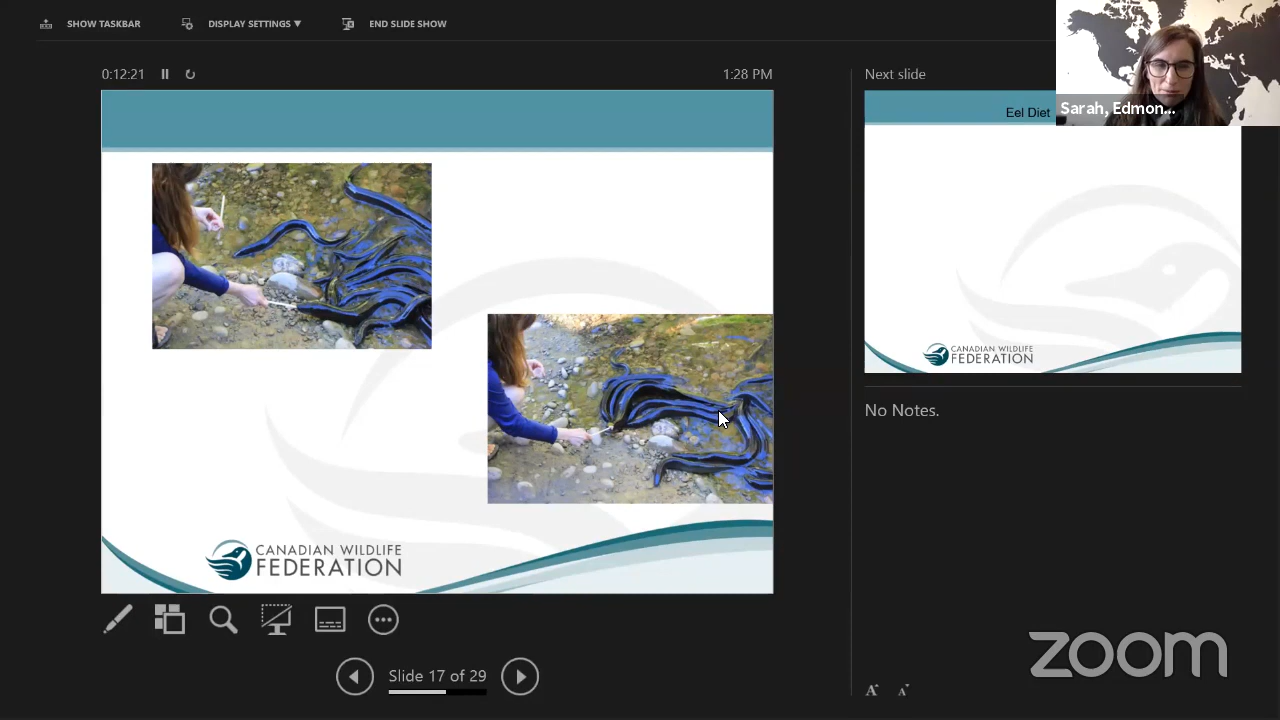 SHOW TASKBAR
DISPLAY SETTINGS ▼
END SLIDE SHOW
0:12:21
1:28 PM
Next slide
Sarah, Edmon...
Eel Diet
CANADIAN WILDLIFE
FEDERATION
No Notes.
CANADIAN WILDLIFE
FEDERATION
zoom
Slide 17 of 29
A A